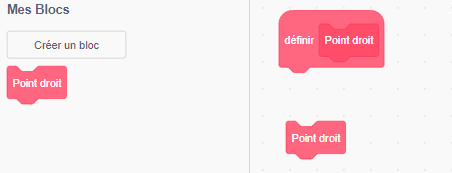 Mes Blocs
Créer un bloc
Point droit
définir Point droit
Point droit